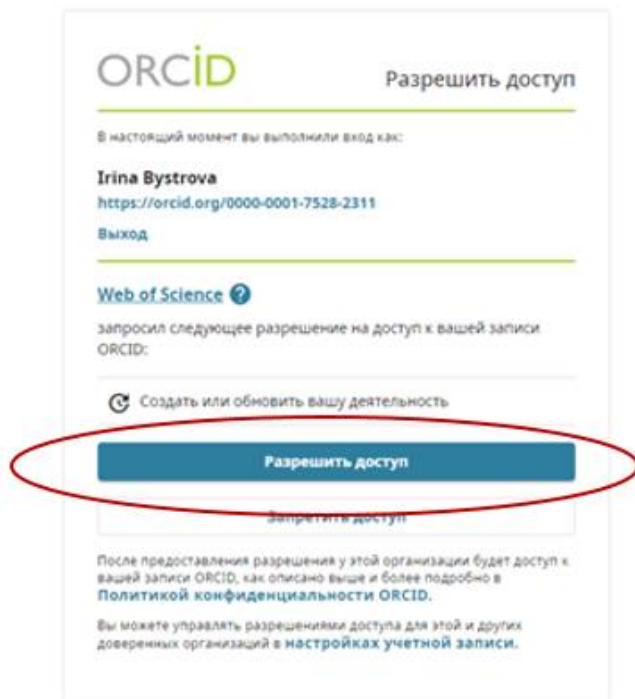 ORCiD
Разрешить доступ
В настоящий момент вы выполнили вход как:
Irina Bystrova
https://orcid.org/0000-0001-7528-2311
Выход
Web of Science ?
запросил следующее разрешение на доступ к вашей записи
ORCID:
Создать или обновить вашу деятельность
Разрешить доступ
Запретить доступ
После предоставления разрешения у этой организации будет доступ к
вашей записи ORCID, как описано выше и более подробно в
Политикой конфиденциальности ORCID.
Вы можете управлять разрешениями доступа для этой и других
доверенных организаций в настройках учетной записи.